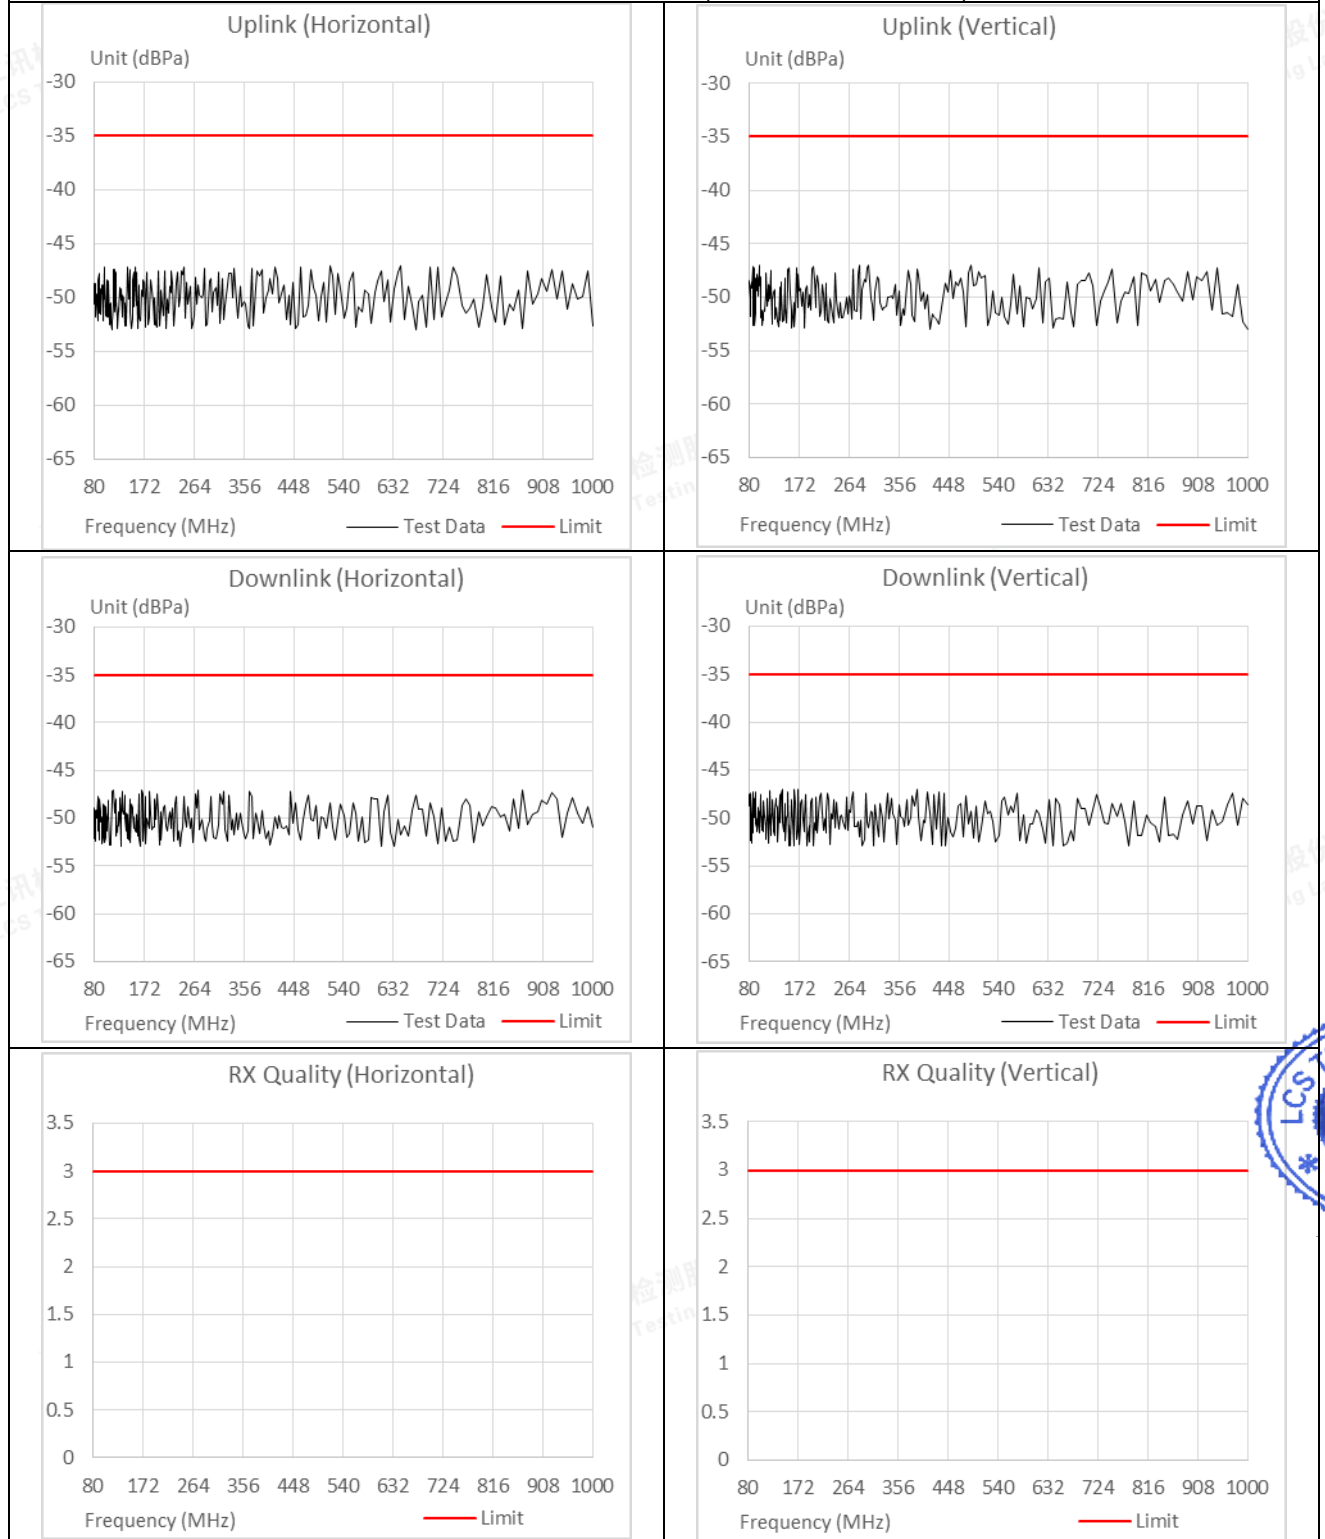 Uplink (Horizontal)
Unit (dBPa)
-30
-35
-40
-45
-50
-55
-60
-65
80 172 264 356 448 540 632 724 816 908 1000
Frequency (MHz) Test Data Limit
Uplink (Vertical)
Unit (dBPa)
-30
-35
-40
-45
-50
-55
-60
-65
80 172 264 356 448 540 632 724 816 908 1000
Frequency (MHz) Test Data Limit
Downlink (Horizontal)
Unit (dBPa)
-30
-35
-40
-45
-50
-55
-60
-65
80 172 264 356 448 540 632 724 816 908 1000
Frequency (MHz) Test Data Limit
Downlink (Vertical)
Unit (dBPa)
-30
-35
-40
-45
-50
-55
-60
-65
80 172 264 356 448 540 632 724 816 908 1000
Frequency (MHz) Test Data Limit
RX Quality (Horizontal)
3.5
3
2.5
2
1.5
1
0.5
0
80 172 264 356 448 540 632 724 816 908 1000
Frequency (MHz) Limit
RX Quality (Vertical)
3.5
3
2.5
2
1.5
1
0.5
0
80 172 264 356 448 540 632 724 816 908 1000
Frequency (MHz) Limit
LCS
检测
检测